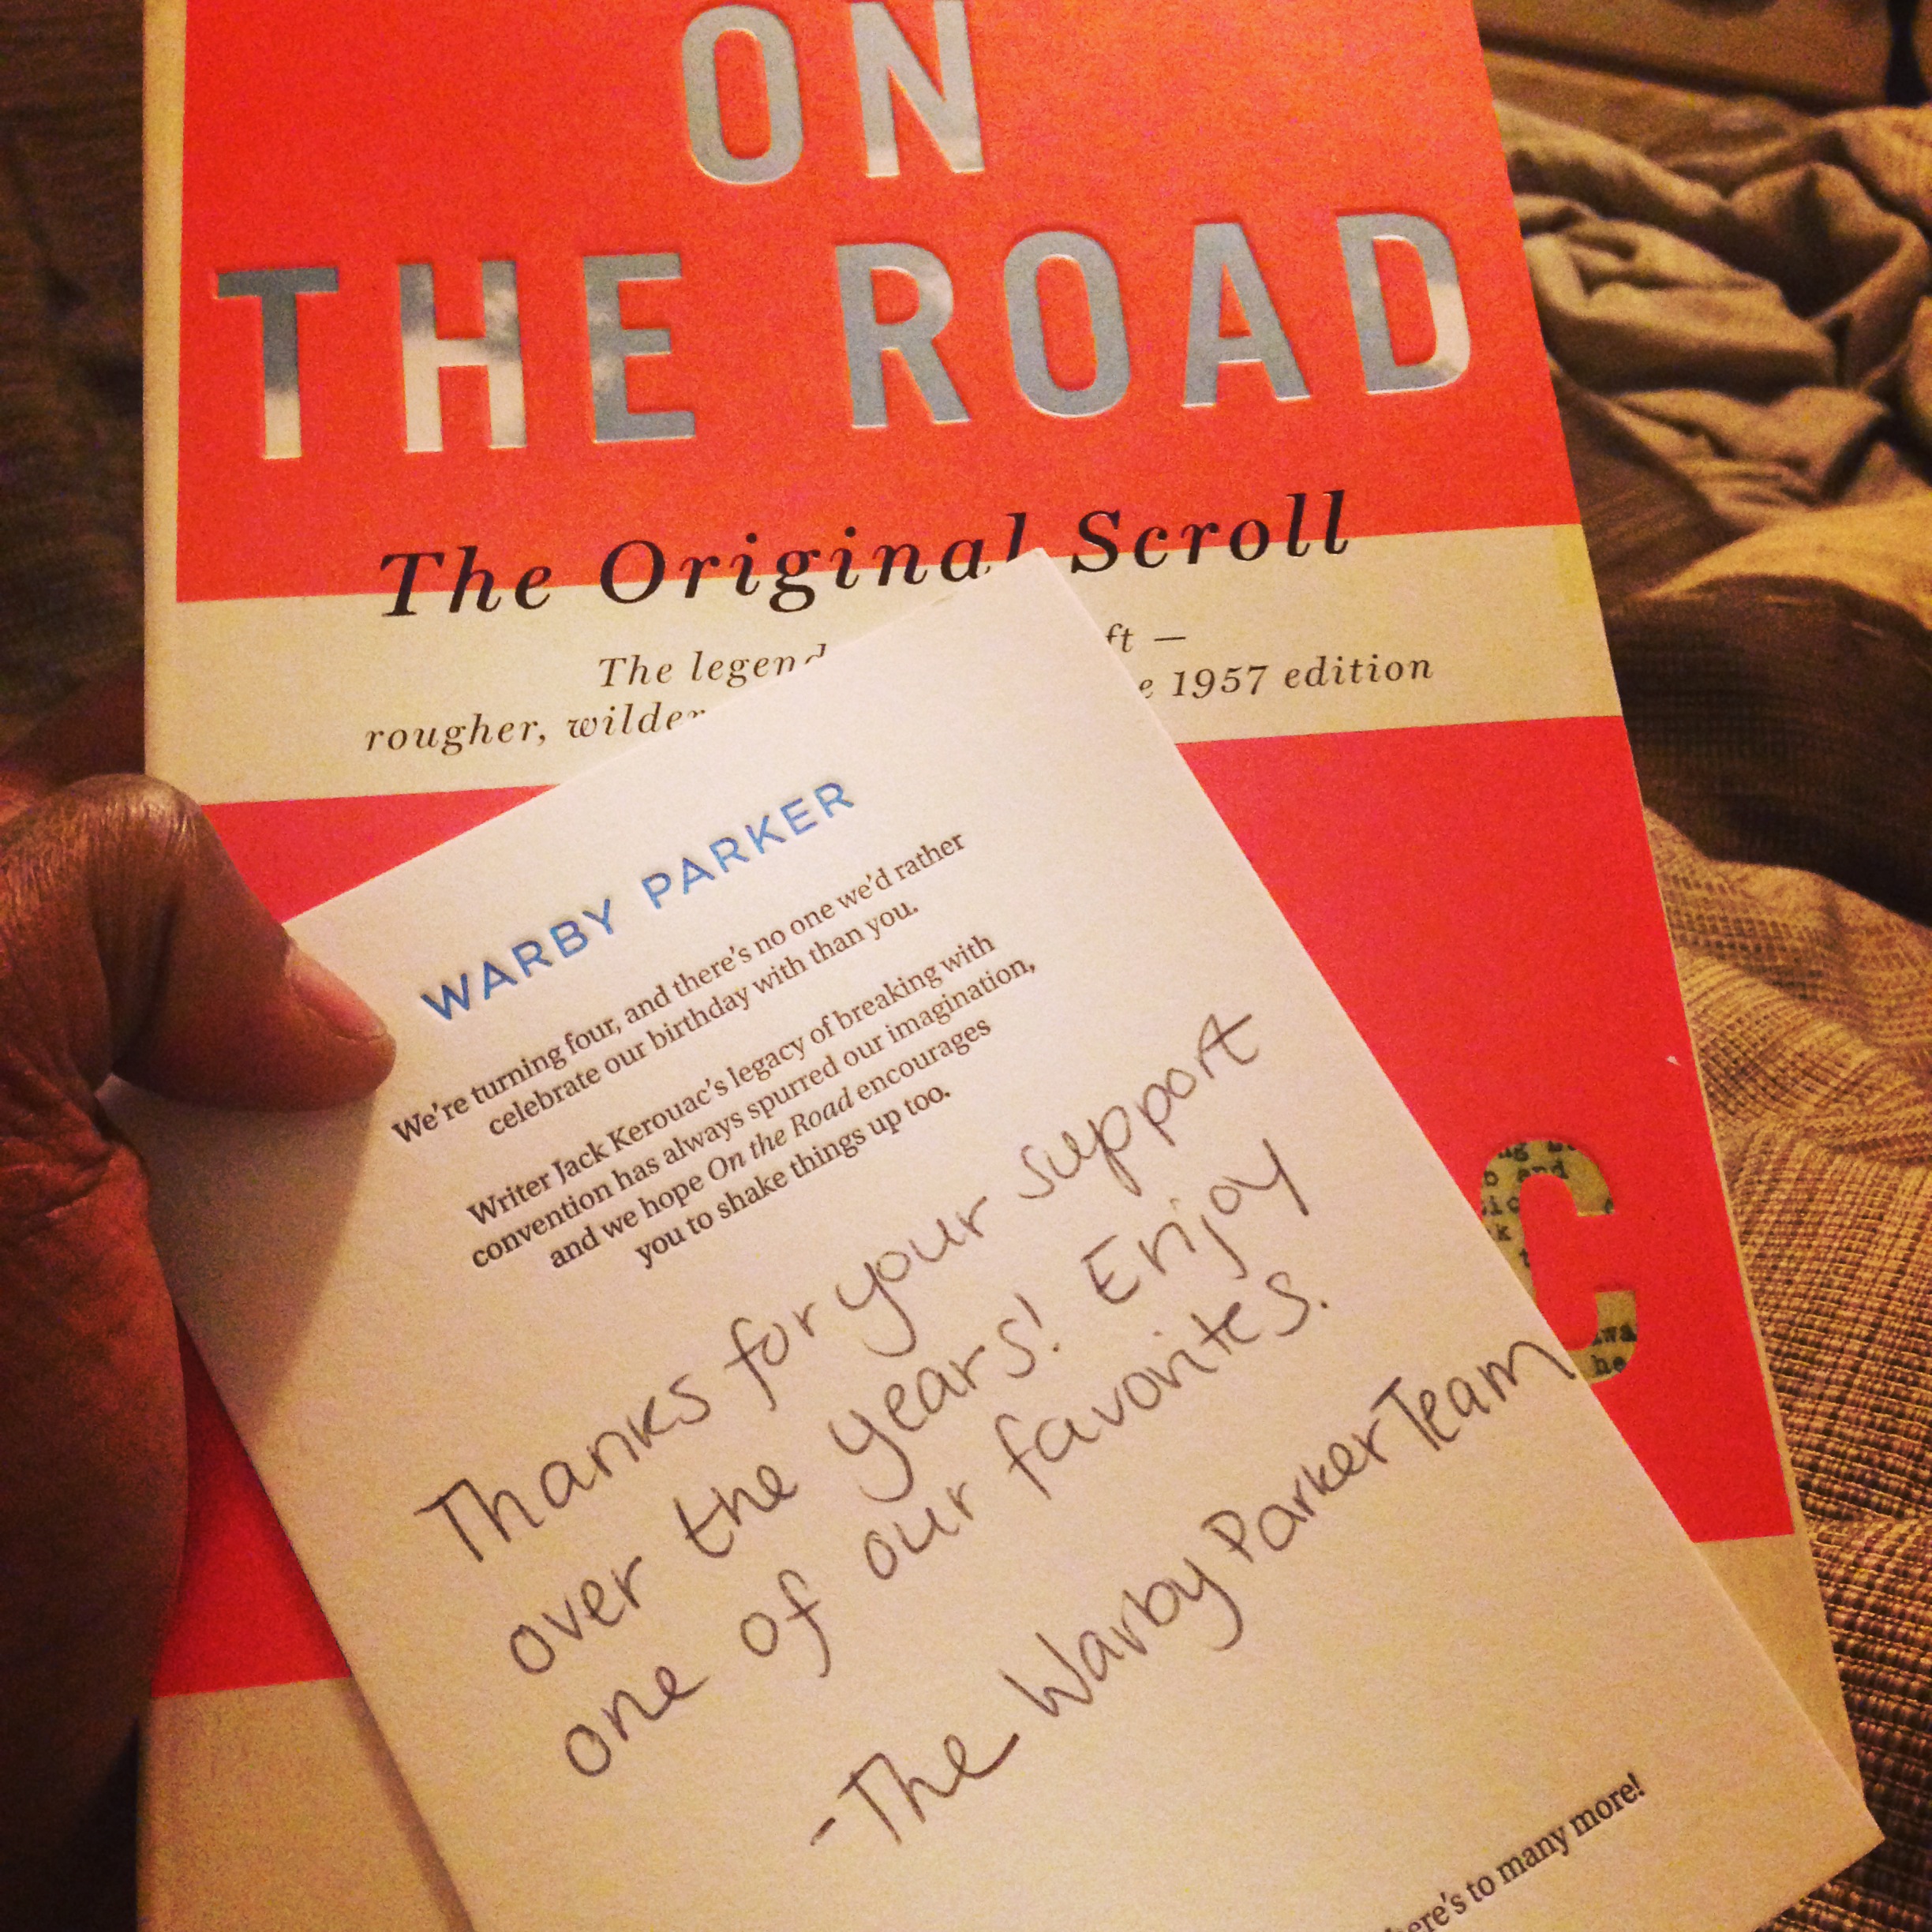 ON
THE ROAD
The Original Scroll
The
rougher, wilder
1957 edition
C
WARBY PARKER
We're turning four, and there's no one we'd rather
celebrate our birthday with than you.
Writer Jack Kerouac's legacy of breaking with
convention has always spurred our imagination,
and we hope On the Road encourages
you to shake things up too.
Thanks for your support
over the years! Enjoy
one of our favorites.
-The Warby Parker Team
to many more!